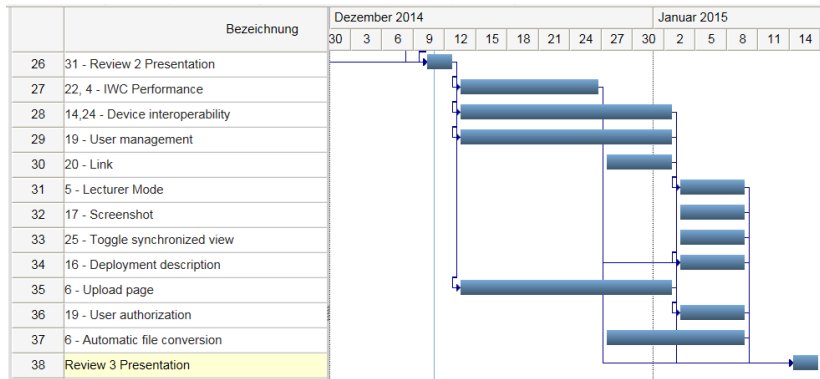 Bezeichnung
Dezember 2014 Januar 2015
30 3 6 9 12 15 18 21 24 27 30 2 5 8 11 14
26 31 - Review 2 Presentation
27 22, 4 - IWC Performance
28 14,24 - Device interoperability
29 19 - User management
30 20 - Link
31 5 - Lecturer Mode
32 17 - Screenshot
33 25 - Toggle synchronized view
34 16 - Deployment description
35 6 - Upload page
36 19 - User authorization
37 6 - Automatic file conversion
38 Review 3 Presentation